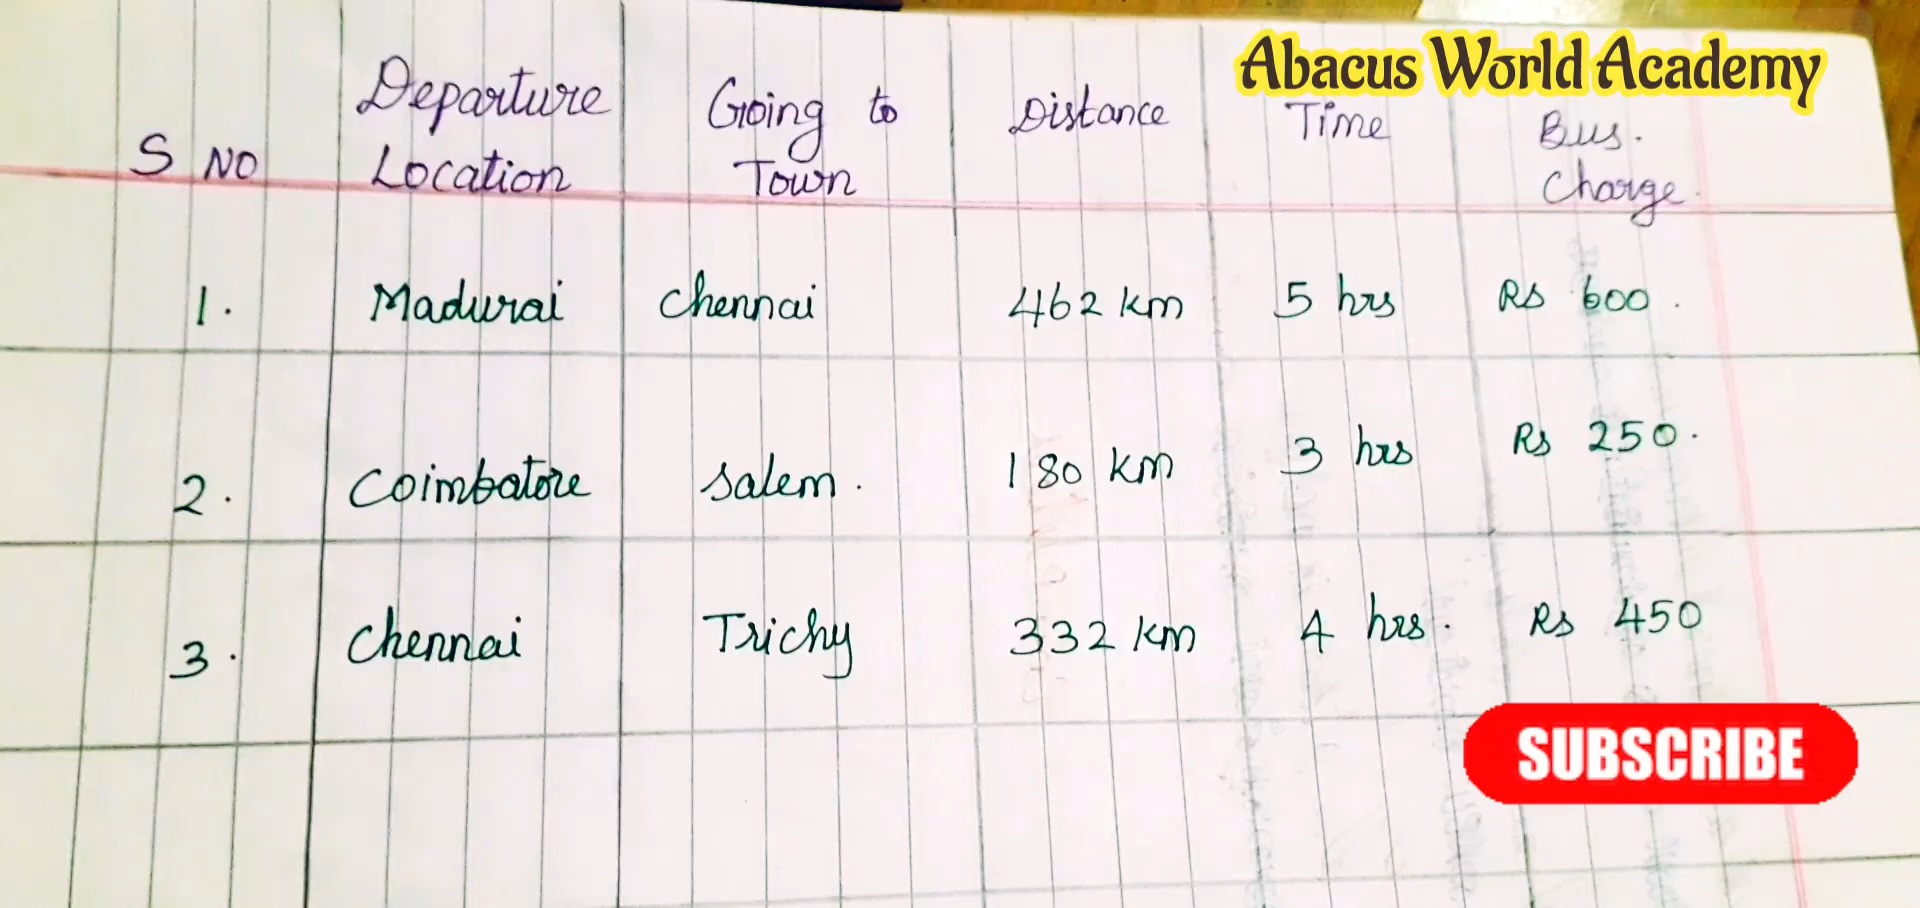 Abacus World Academy
S NO Departure Location Going to Town Distance Time Bus. Charge.
1. Madurai Chennai 462 km 5 hrs Rs 600.
2. Coimbatore Salem. 180 km 3 hrs Rs 250.
3. Chennai Trichy 332 km 4 hrs. Rs 450
SUBSCRIBE